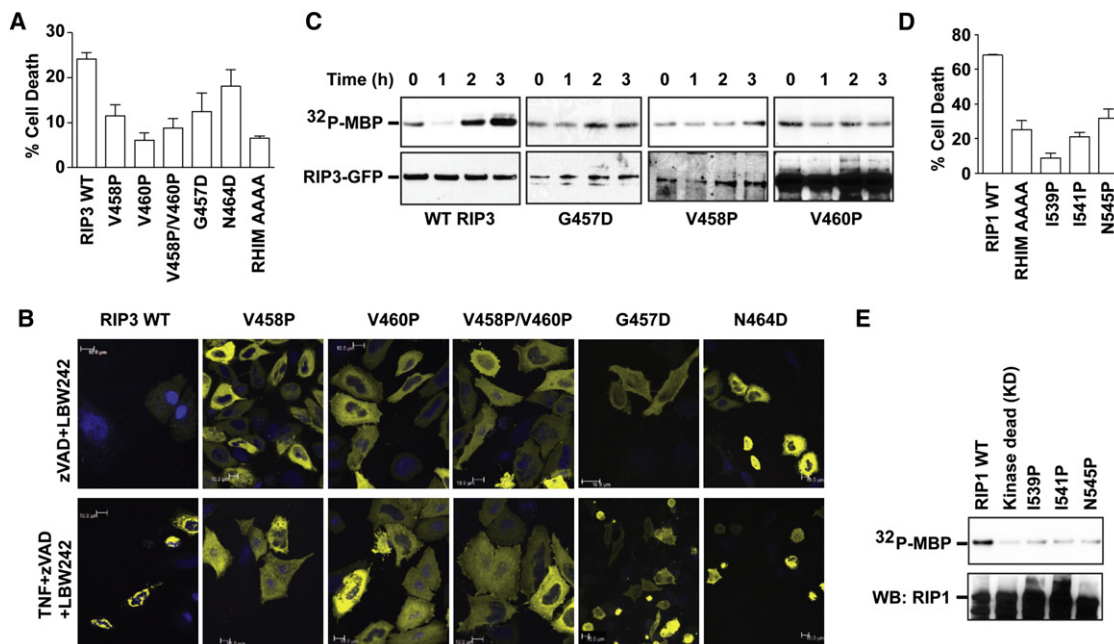 A
% Cell Death
30
20
10
0
RIP3 WT
V458P
V460P
V458P/V460P
G457D
N464D
RHIM AAAA
C
Time (h) 0 1 2 3 0 1 2 3 0 1 2 3 0 1 2 3
32P-MBP
RIP3-GFP
WT RIP3 G457D V458P V460P
D
% Cell Death
80
60
40
20
0
RIP1 WT
RHIM AAAA
I539P
I541P
N545P
B
RIP3 WT V458P V460P V458P/V460P G457D N464D
zVAD+LBW242
TNF+zVAD
+LBW242
E
RIP1 WT
Kinase dead (KD)
I539P
I541P
N545P
32P-MBP
WB: RIP1